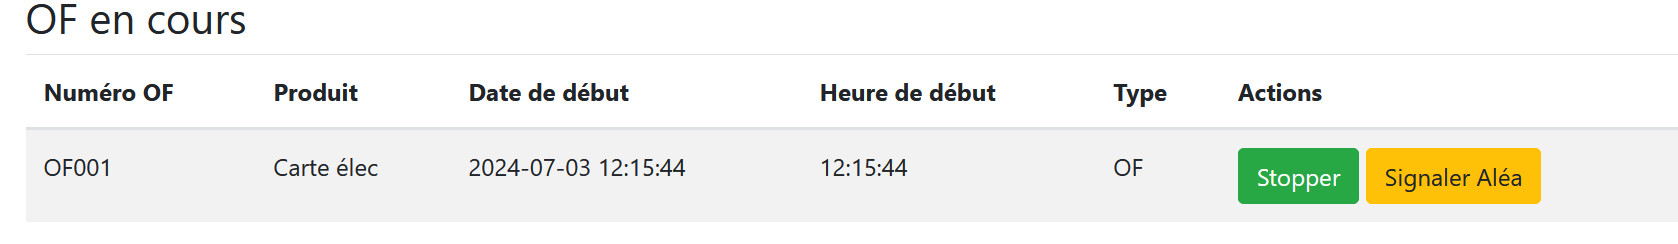 OF en cours
Numéro OF Produit Date de début Heure de début Type Actions
OF001 Carte élec 2024-07-03 12:15:44 12:15:44 OF Stopper Signaler Aléa